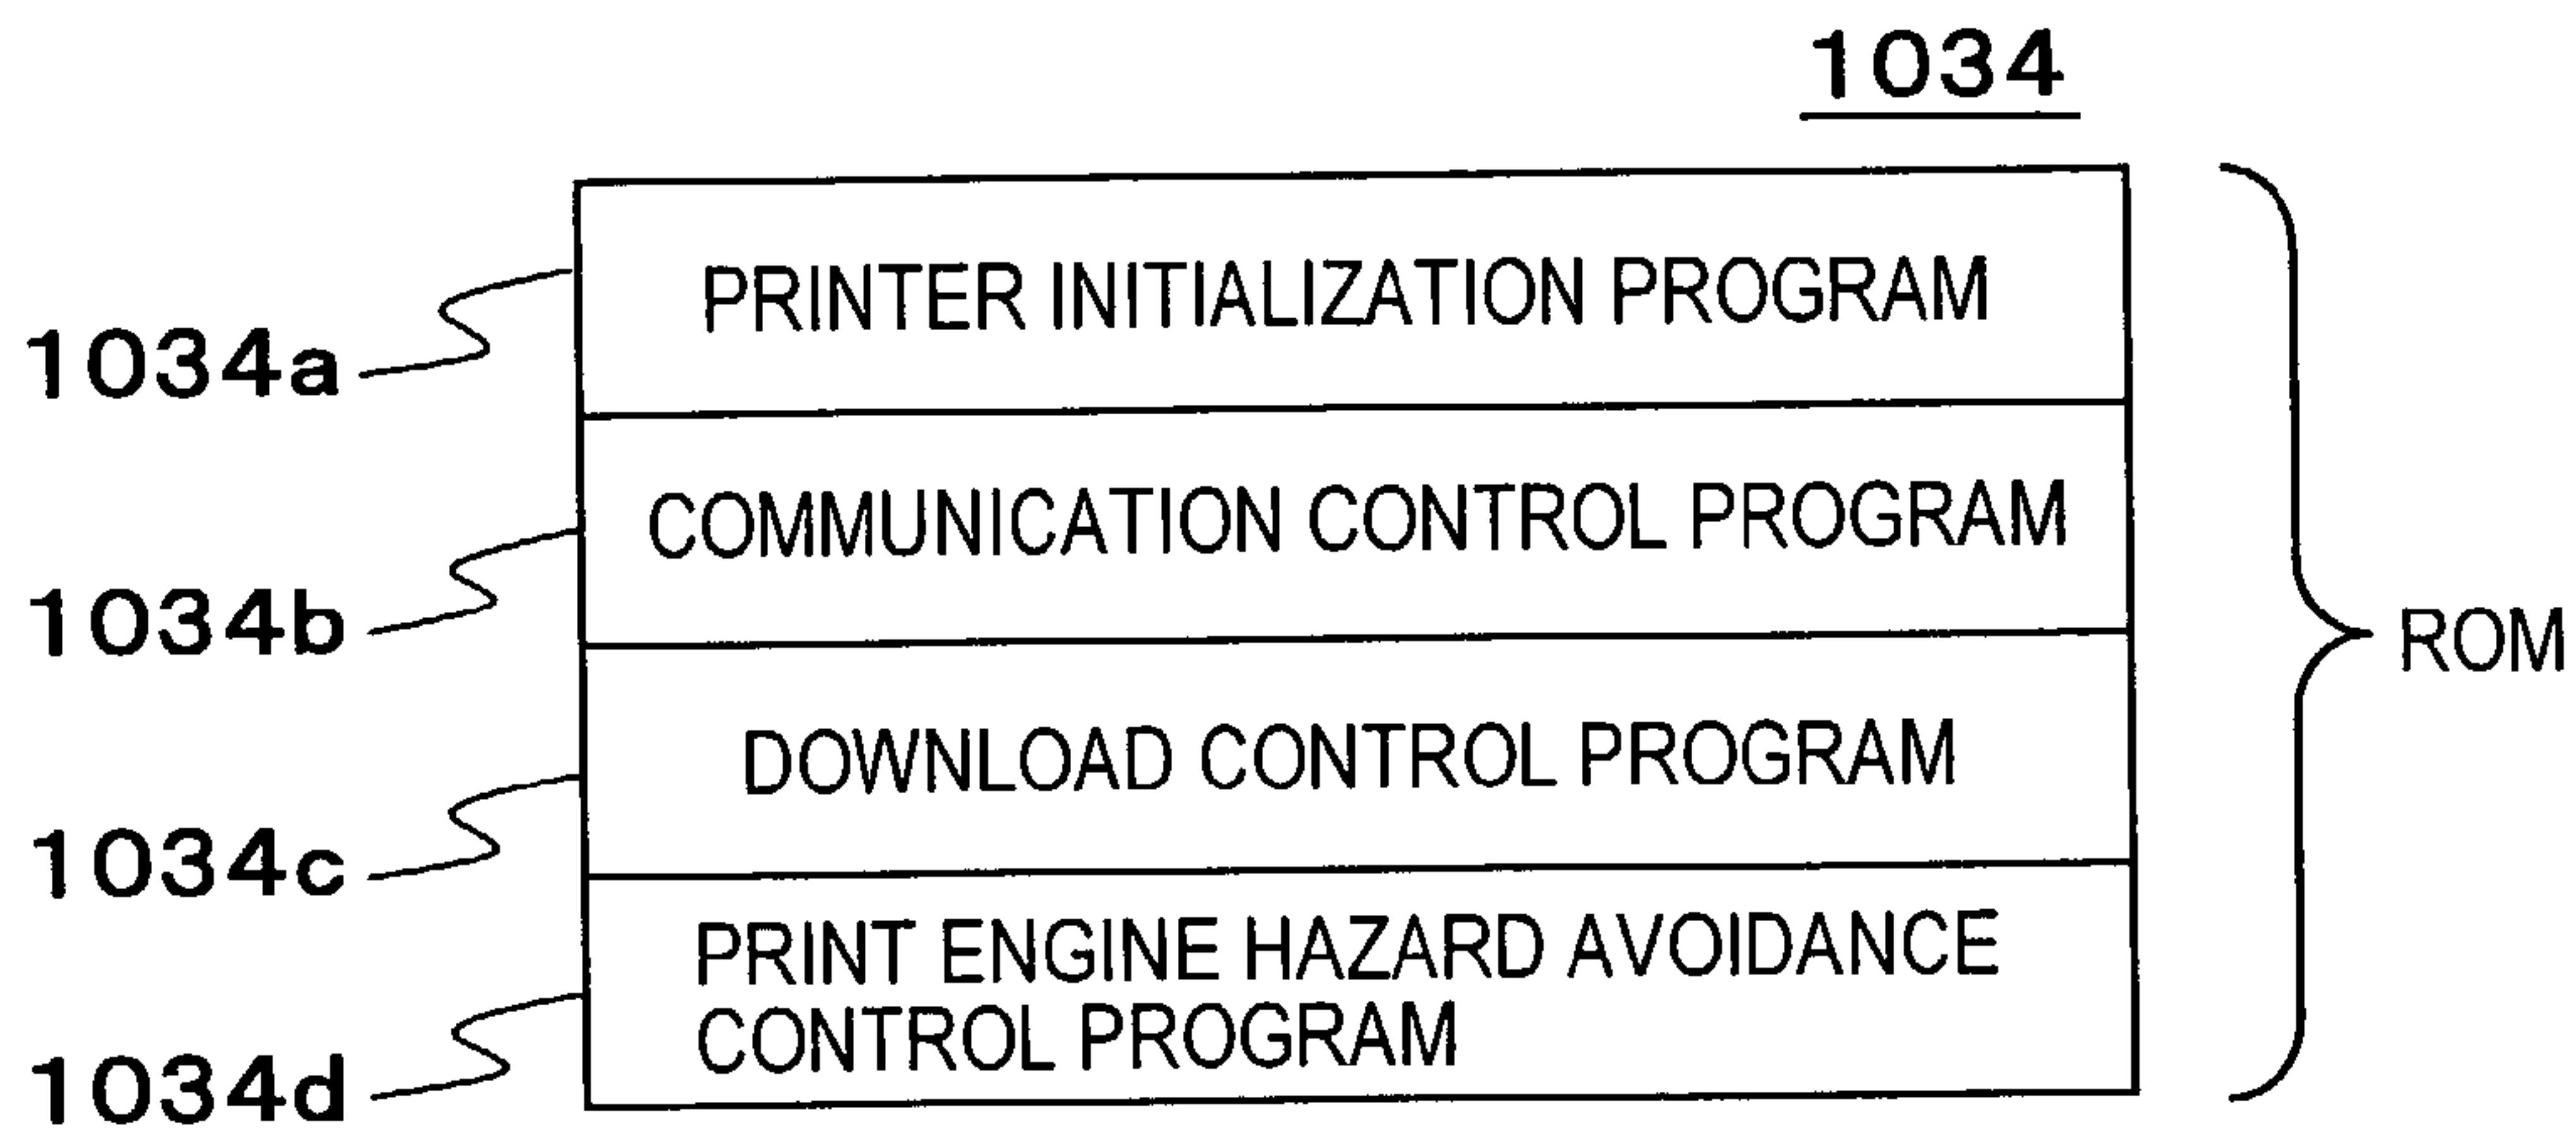 1034
1034a
PRINTER INITIALIZATION PROGRAM
1034b
COMMUNICATION CONTROL PROGRAM
1034c
DOWNLOAD CONTROL PROGRAM
1034d
PRINT ENGINE HAZARD AVOIDANCE
CONTROL PROGRAM
ROM